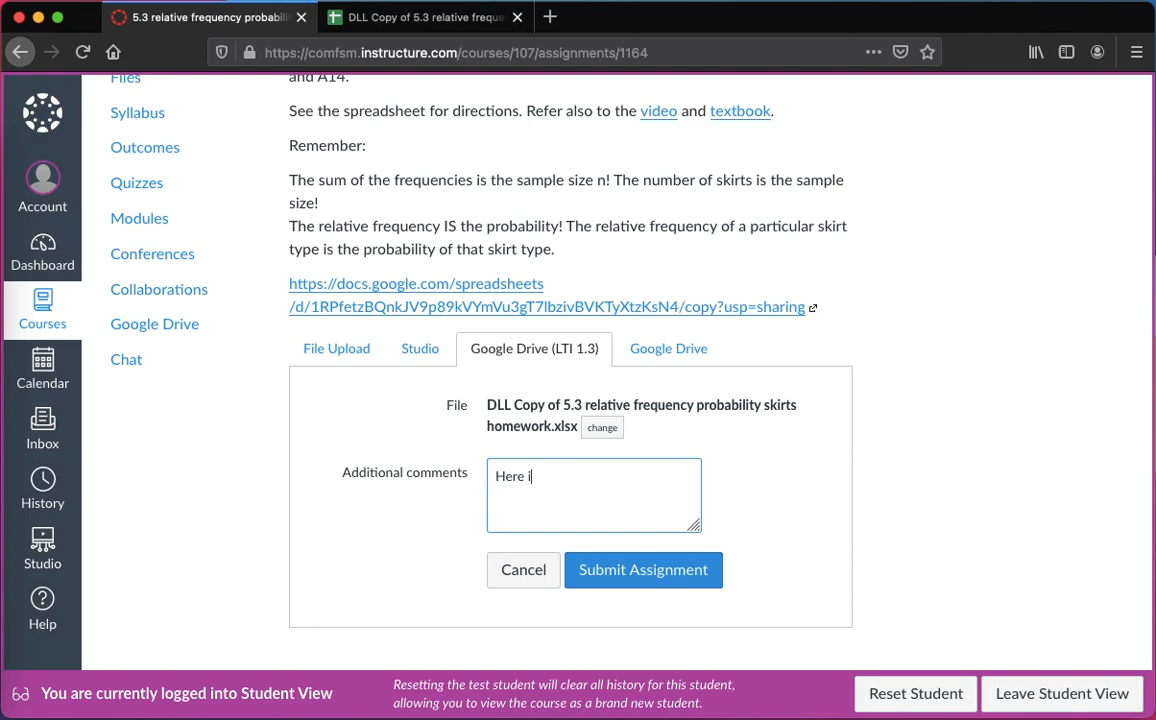 5.3 relative frequency probabili
DLL Copy of 5.3 relative freque
https://comfsm.instructure.com/courses/107/assignments/1164
Account
Dashboard
Courses
Calendar
Inbox
History
Studio
Help
Files
Syllabus
Outcomes
Quizzes
Modules
Conferences
Collaborations
Google Drive
Chat
and A14.
See the spreadsheet for directions. Refer also to the video and textbook.
Remember:
The sum of the frequencies is the sample size n! The number of skirts is the sample
size!
The relative frequency IS the probability! The relative frequency of a particular skirt
type is the probability of that skirt type.
https://docs.google.com/spreadsheets
/d/1RPfetzBQnkJV9p89kVYmVu3gT7lbzivBVKTyXtzKsN4/copy?usp=sharing
File Upload
Studio
Google Drive (LTI 1.3)
Google Drive
File
DLL Copy of 5.3 relative frequency probability skirts
homework.xlsx change
Additional comments
Here i
Cancel
Submit Assignment
You are currently logged into Student View
Resetting the test student will clear all history for this student,
allowing you to view the course as a brand new student.
Reset Student
Leave Student View